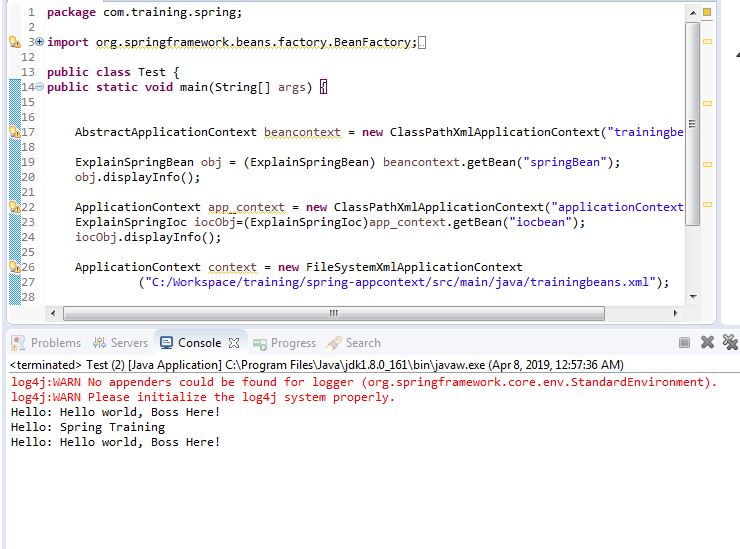 1 package com.training.spring;
2
3 import org.springframework.beans.factory.BeanFactory;
12
13 public class Test {
14 public static void main(String[] args) {
15
16
17 AbstractApplicationContext beancontext = new ClassPathXmlApplicationContext("trainingbe
18
19 ExplainSpringBean obj = (ExplainSpringBean) beancontext.getBean("springBean");
20 obj.displayInfo();
21
22 ApplicationContext app_context = new ClassPathXmlApplicationContext("applicationContext
23 ExplainSpringIoc iocObj=(ExplainSpringIoc)app_context.getBean("iocbean");
24 iocObj.displayInfo();
25
26 ApplicationContext context = new FileSystemXmlApplicationContext
27 ("C:/Workspace/training/spring-appcontext/src/main/java/trainingbeans.xml");
28
Problems Servers Console Progress Search
<terminated> Test (2) [Java Application] C:\Program Files\Java\jdk1.8.0_161\bin\javaw.exe (Apr 8, 2019, 12:57:36 AM)
log4j:WARN No appenders could be found for logger (org.springframework.core.env.StandardEnvironment).
log4j:WARN Please initialize the log4j system properly.
Hello: Hello world, Boss Here!
Hello: Spring Training
Hello: Hello world, Boss Here!